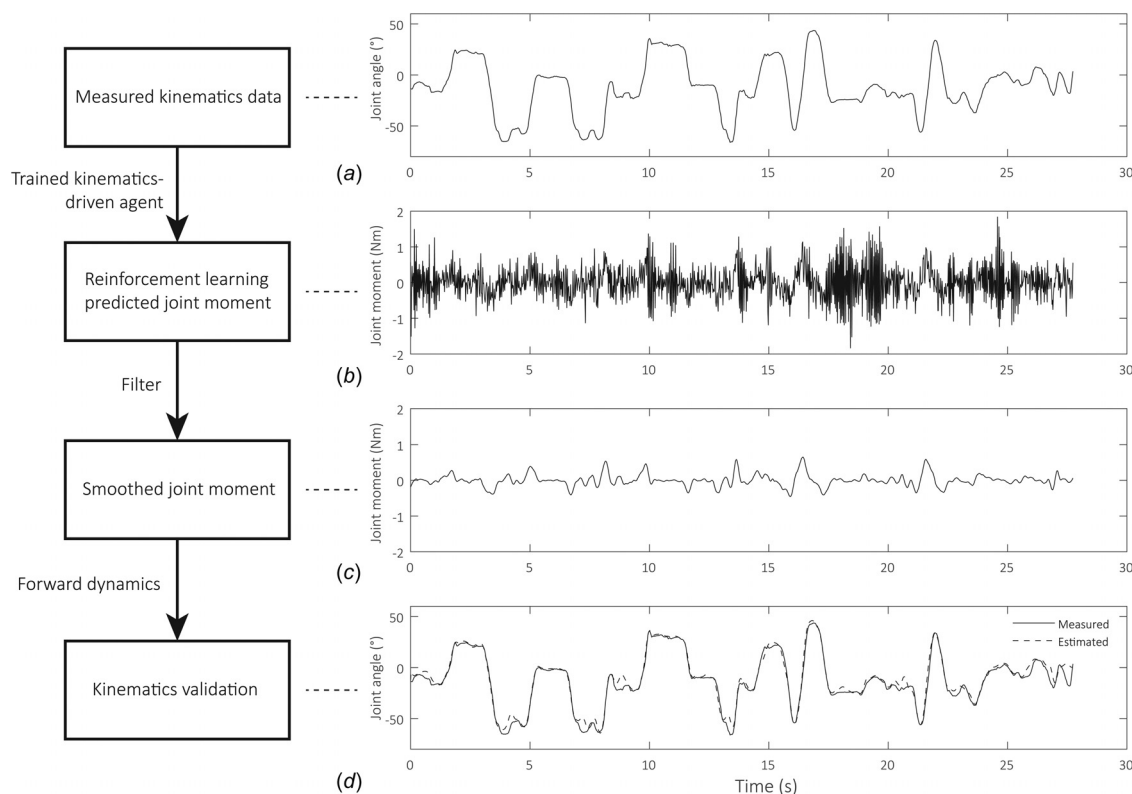 Measured kinematics data
Trained kinematics-
driven agent
Reinforcement learning
predicted joint moment
Filter
Smoothed joint moment
Forward dynamics
Kinematics validation
Joint angle (°)
50
0
-50
0 5 10 15 20 25 30
(a)
Joint moment (Nm)
2
1
0
-1
-2
0 5 10 15 20 25 30
(b)
Joint moment (Nm)
2
1
0
-1
-2
0 5 10 15 20 25 30
(c)
Joint angle (°)
50
0
-50
Measured
Estimated
0 5 10 15 20 25 30
(d)
Time (s)